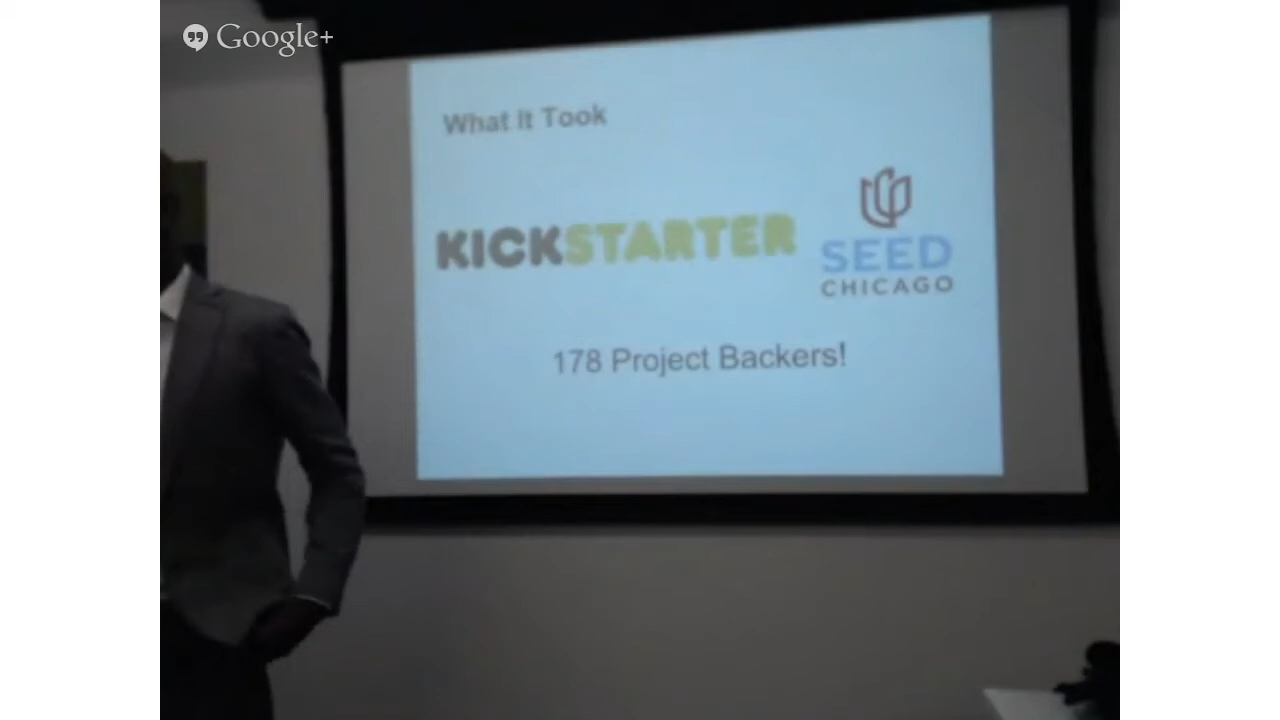 Google+
What It Took
KICKSTARTER
SEED
CHICAGO
178 Project Backers!